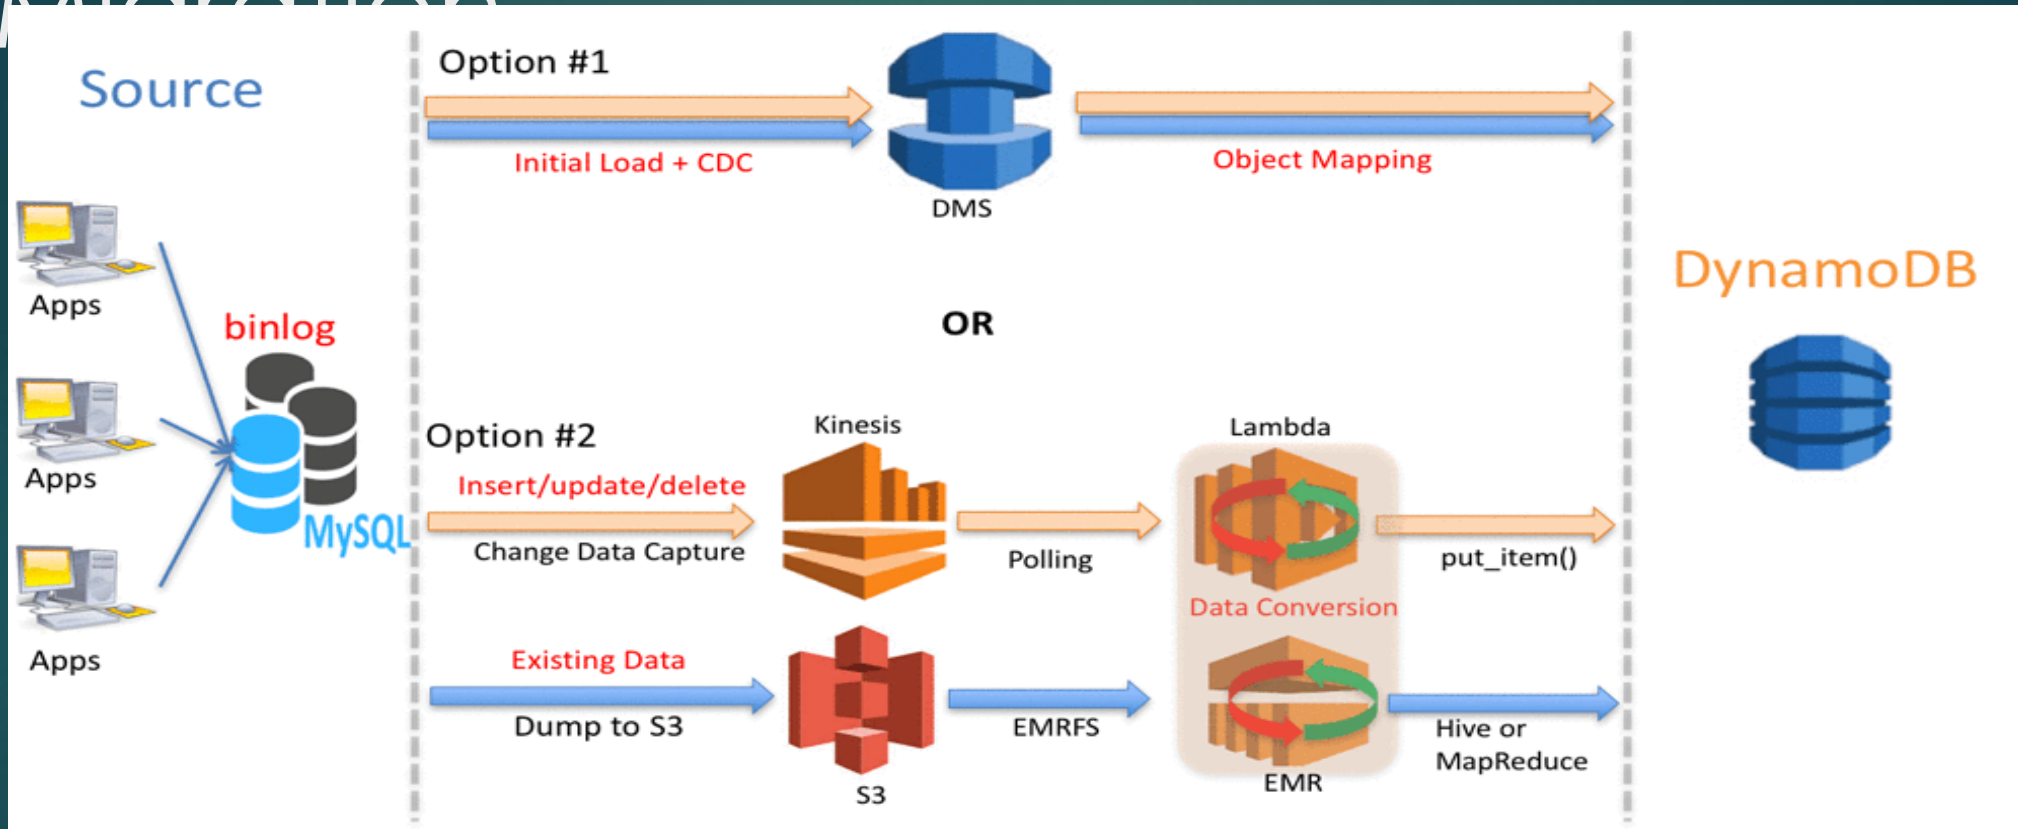 Source
Option #1
Initial Load + CDC
DMS
Object Mapping
Apps
binlog
OR
DynamoDB
Apps
MySQL
Apps
Option #2
Insert/update/delete
Change Data Capture
Kinesis
Polling
Lambda
Data Conversion
put_item()
Existing Data
Dump to S3
S3
EMRFS
EMR
Hive or
MapReduce